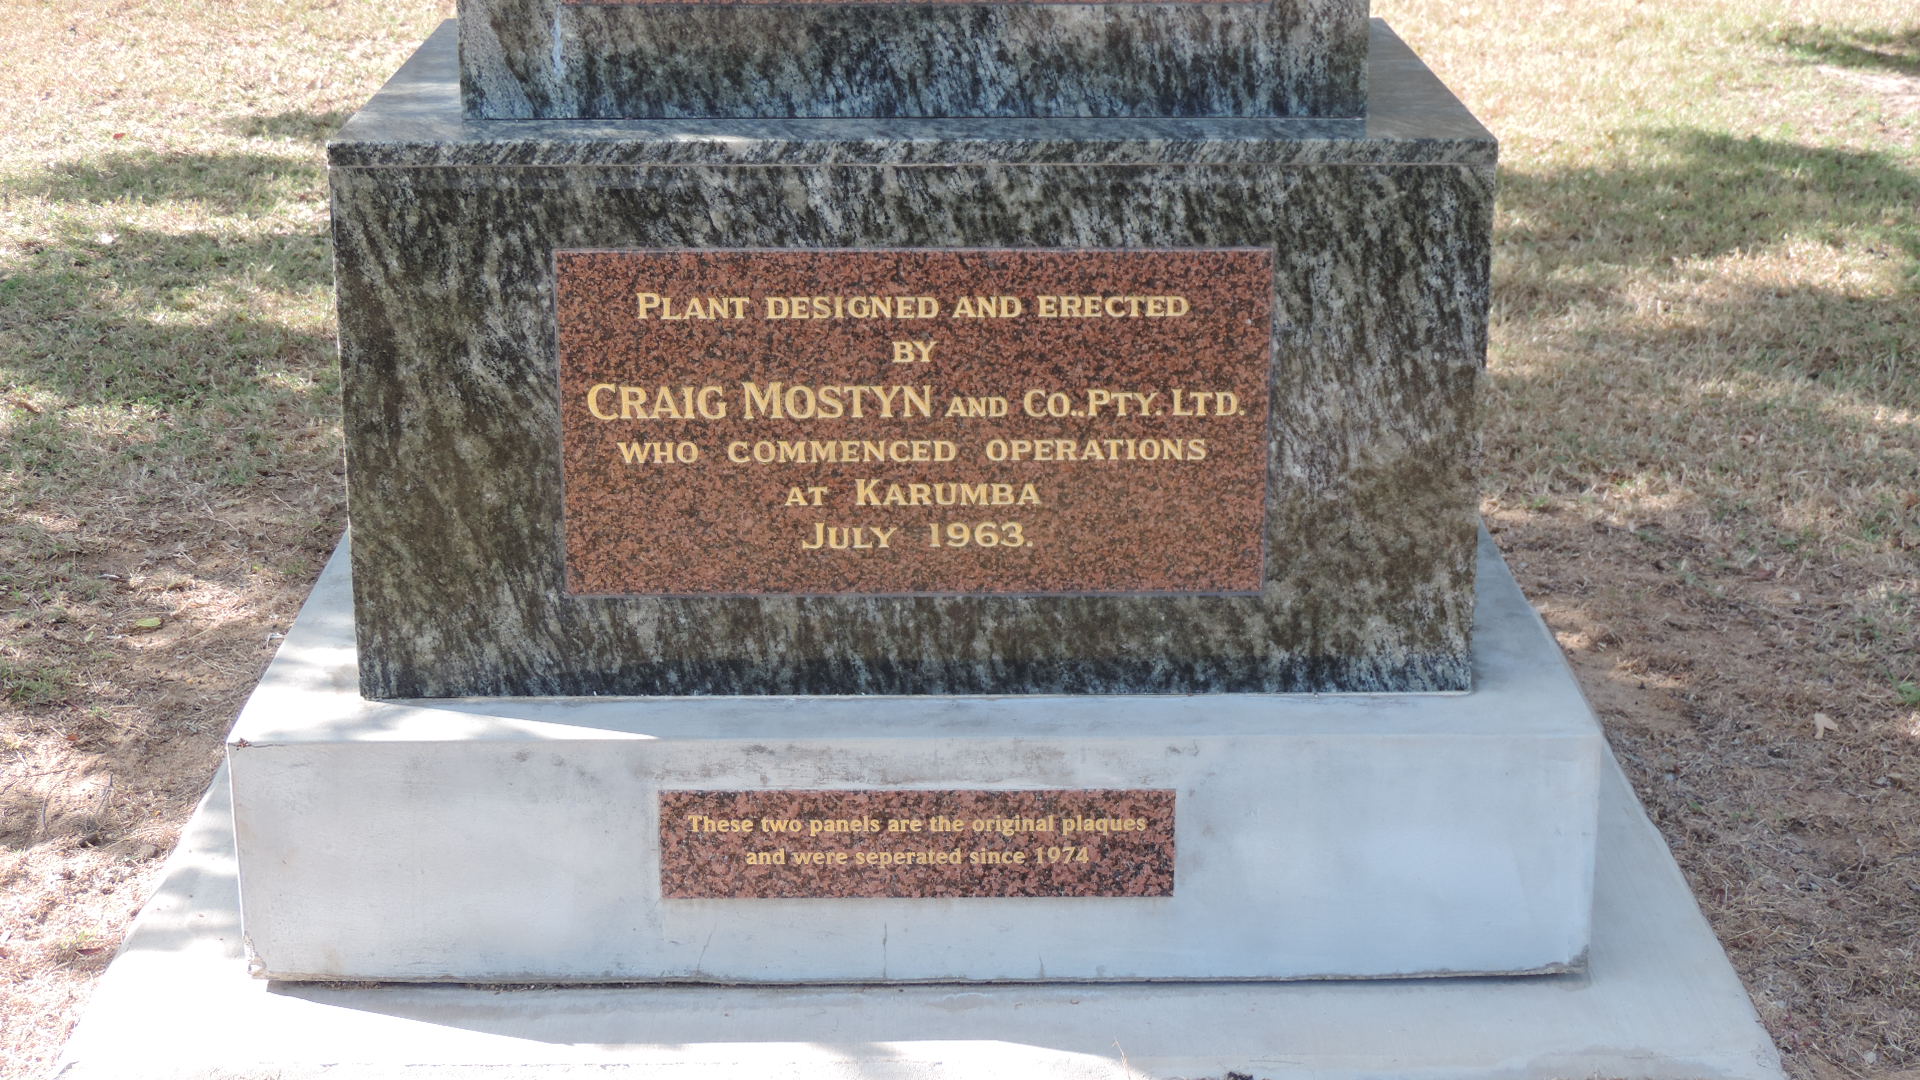 PLANT DESIGNED AND ERECTED
BY
CRAIG MOSTYN AND CO..PTY. LTD.
WHO COMMENCED OPERATIONS
AT KARUMBA
JULY 1963.
These two panels are the original plaques
and were seperated since 1974